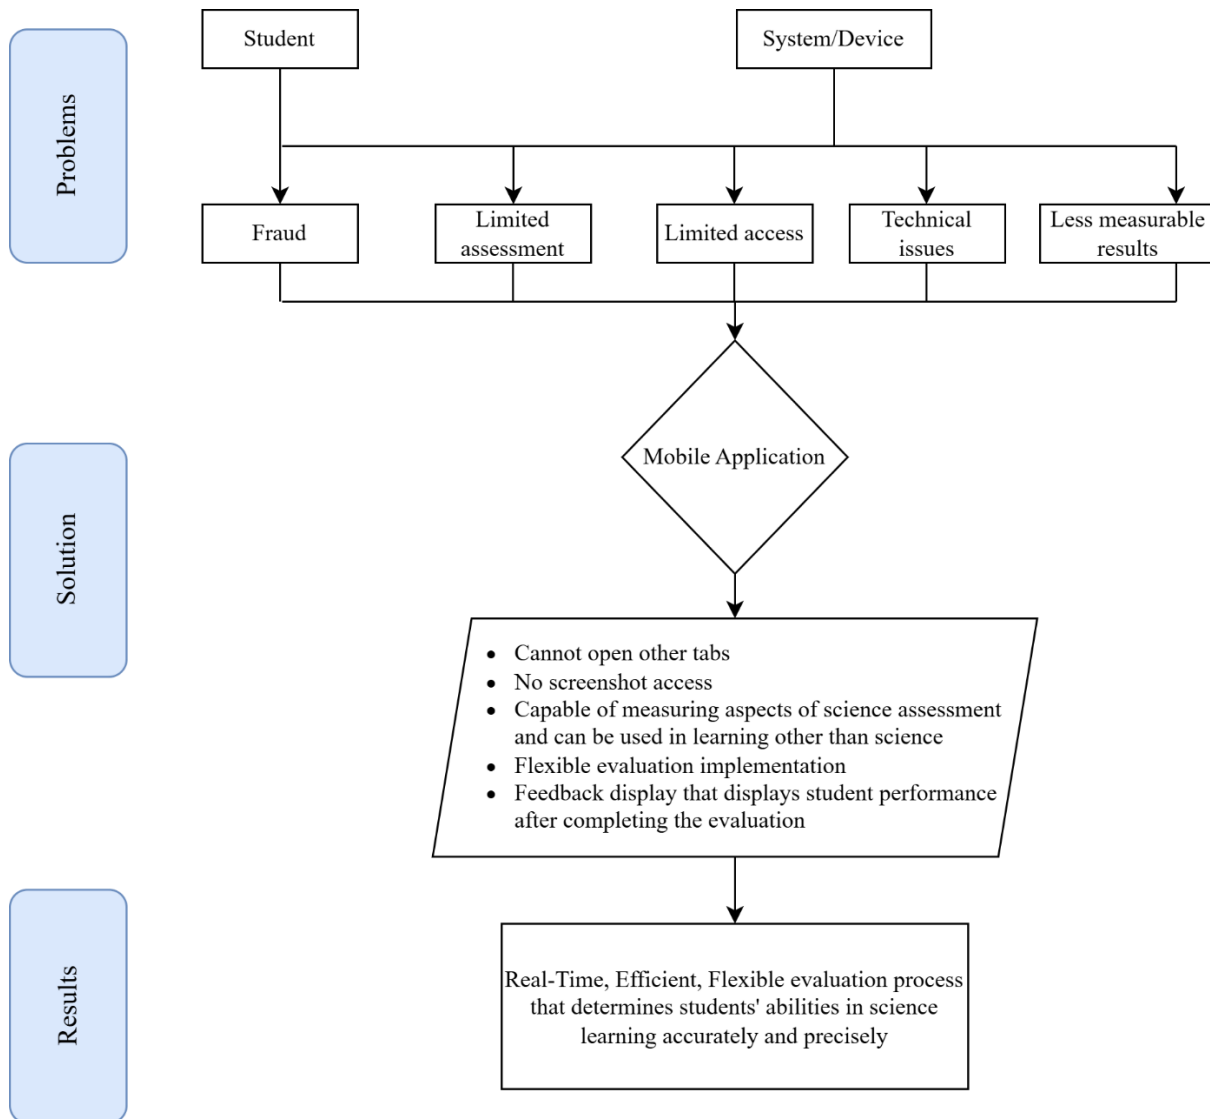 Problems
Student
System/Device
Fraud
Limited
assessment
Limited access
Technical
issues
Less measurable
results
Solution
Mobile Application
• Cannot open other tabs
• No screenshot access
• Capable of measuring aspects of science assessment
and can be used in learning other than science
• Flexible evaluation implementation
• Feedback display that displays student performance
after completing the evaluation
Results
Real-Time, Efficient, Flexible evaluation process
that determines students' abilities in science
learning accurately and precisely